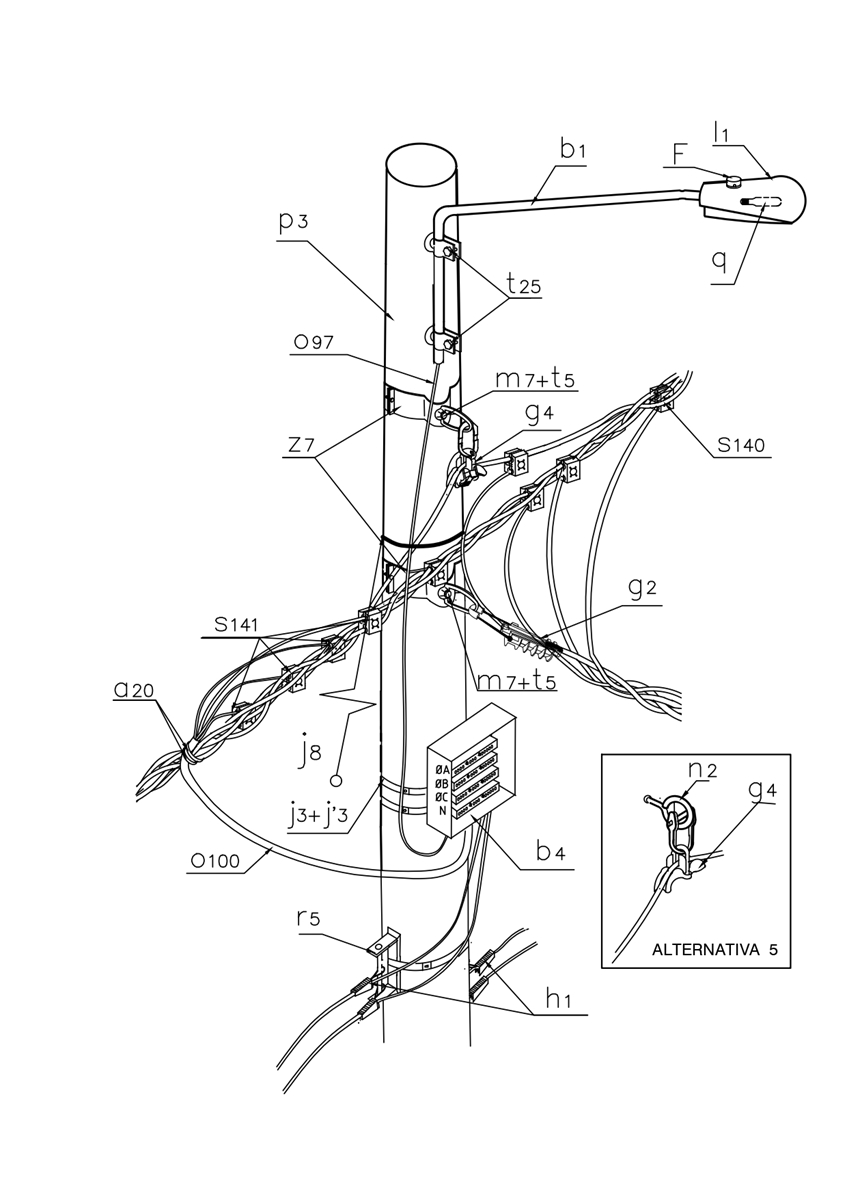 l1
F
b1
q
p3
t25
O97
m7+t5
g4
Z7
S140
g2
S141
m7+t5
a20
j8
ØA
ØB
ØC
N
n2
g4
j3+j'3
b4
O100
r5
ALTERNATIVA 5
h1